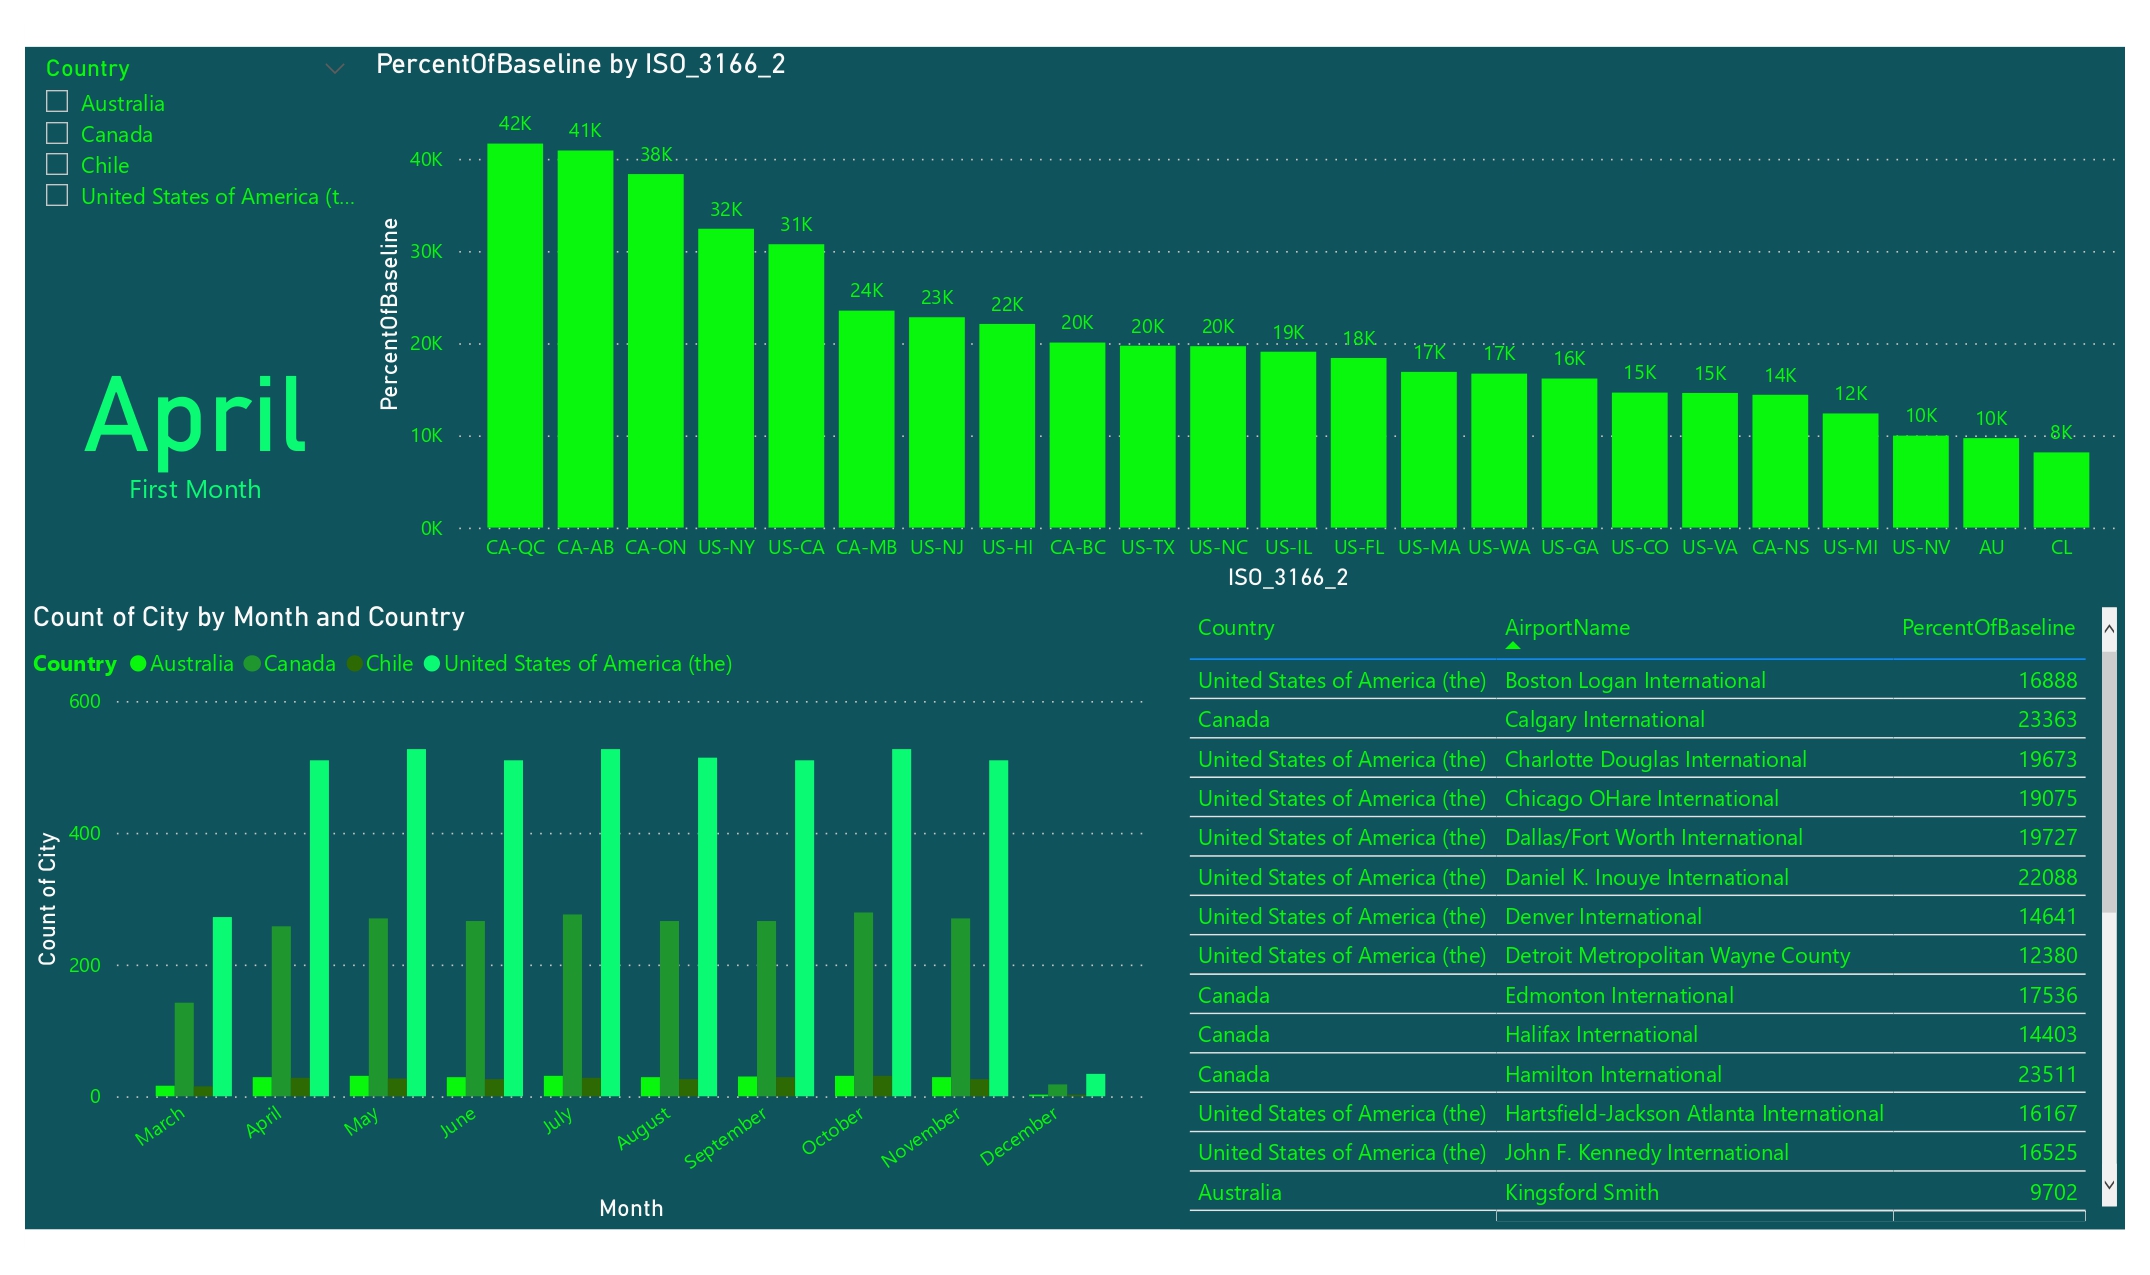 Country
Australia
Canada
Chile
United States of America (t...
April
First Month
PercentOfBaseline by ISO_3166_2
PercentOfBaseline
40K
30K
20K
10K
0K
42K 41K 38K 32K 31K 24K 23K 22K 20K 20K 20K 19K 18K 17K 17K 16K 15K 15K 14K 12K 10K 10K 8K
CA-QC CA-AB CA-ON US-NY US-CA CA-MB US-NJ US-HI CA-BC US-TX US-NC US-IL US-FL US-MA US-WA US-GA US-CO US-VA CA-NS US-MI US-NV AU CL
ISO_3166_2
Count of City by Month and Country
Country Australia Canada Chile United States of America (the)
Count of City
600
400
200
0
March April May June July August September October November December
Month
Country AirportName PercentOfBaseline
United States of America (the) Boston Logan International 16888
Canada Calgary International 23363
United States of America (the) Charlotte Douglas International 19673
United States of America (the) Chicago OHare International 19075
United States of America (the) Dallas/Fort Worth International 19727
United States of America (the) Daniel K. Inouye International 22088
United States of America (the) Denver International 14641
United States of America (the) Detroit Metropolitan Wayne County 12380
Canada Edmonton International 17536
Canada Halifax International 14403
Canada Hamilton International 23511
United States of America (the) Hartsfield-Jackson Atlanta International 16167
United States of America (the) John F. Kennedy International 16525
Australia Kingsford Smith 9702